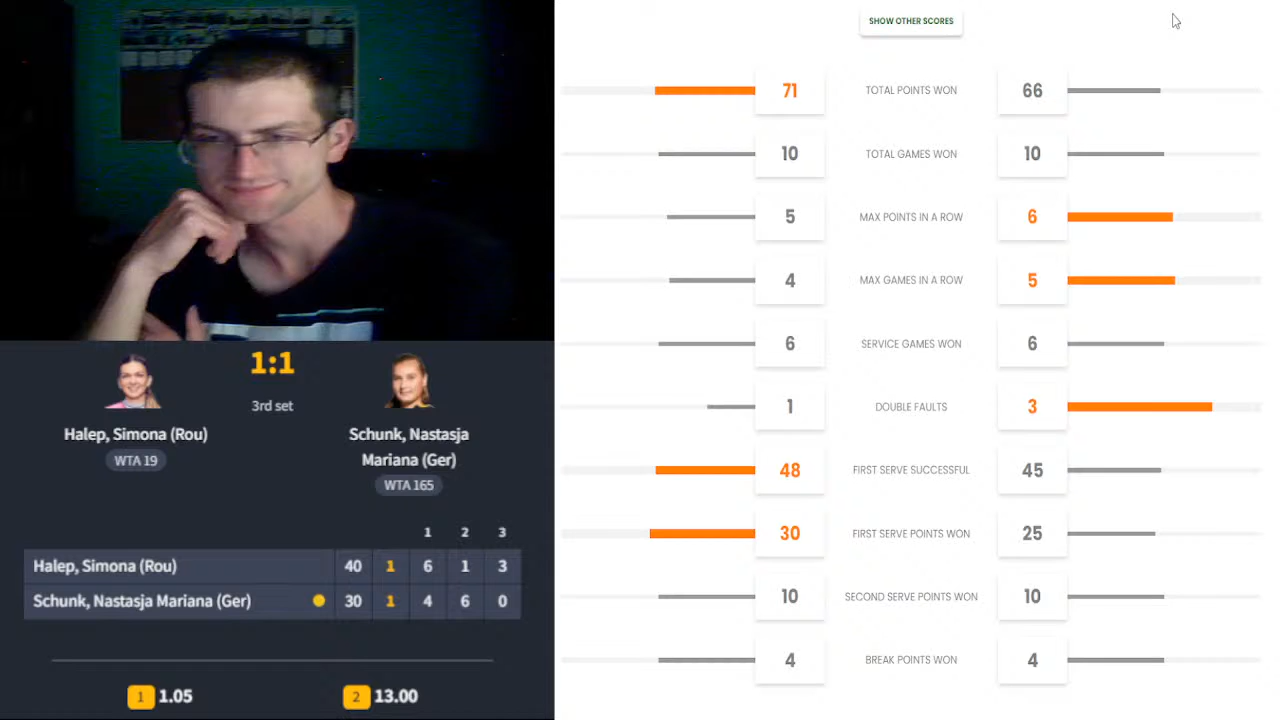 SHOW OTHER SCORES
71 TOTAL POINTS WON 66
10 TOTAL GAMES WON 10
5 MAX POINTS IN A ROW 6
4 MAX GAMES IN A ROW 5
6 SERVICE GAMES WON 6
1 DOUBLE FAULTS 3
48 FIRST SERVE SUCCESSFUL 45
30 FIRST SERVE POINTS WON 25
10 SECOND SERVE POINTS WON 10
4 BREAK POINTS WON 4
1:1
3rd set
Halep, Simona (Rou)
WTA 19
Schunk, Nastasja
Mariana (Ger)
WTA 165
1 2 3
Halep, Simona (Rou) 40 1 6 1 3
Schunk, Nastasja Mariana (Ger) 30 1 4 6 0
1 1.05
2 13.00